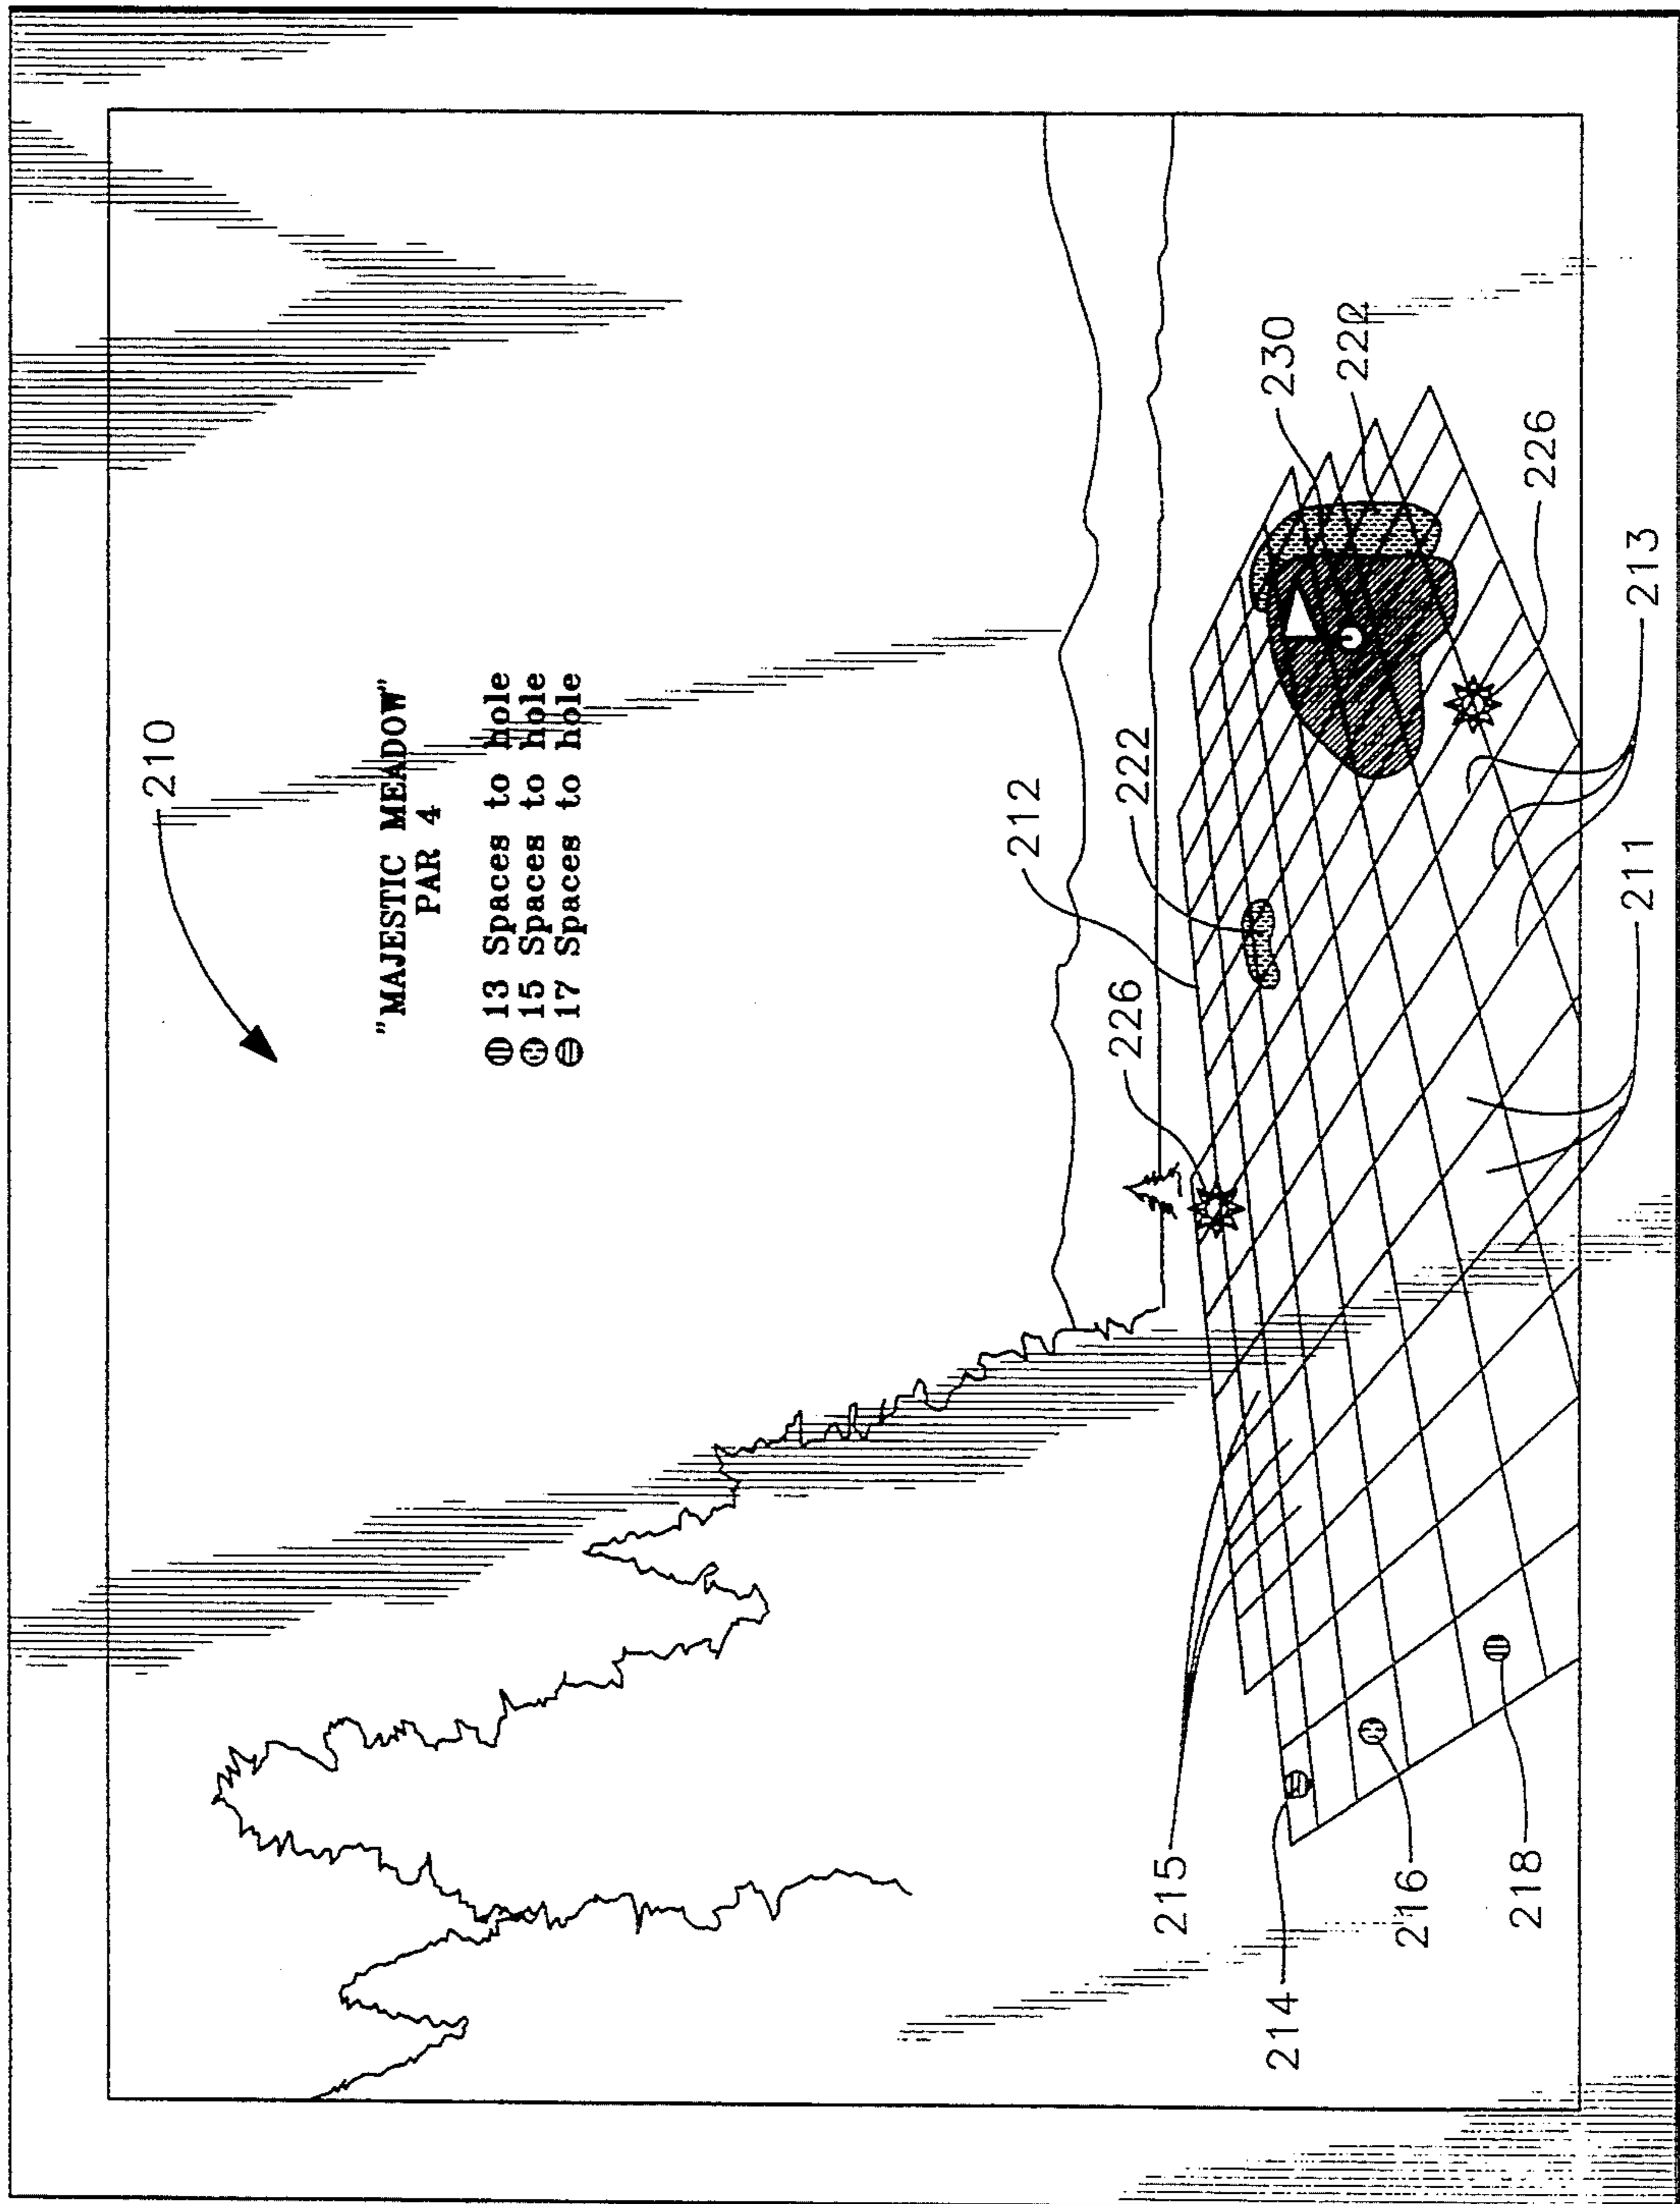 210
"MAJESTIC MEADOW"
PAR 4
13 Spaces to hole
15 Spaces to hole
17 Spaces to hole
212
222
226
230
222
226
215
214
216
218
211
213